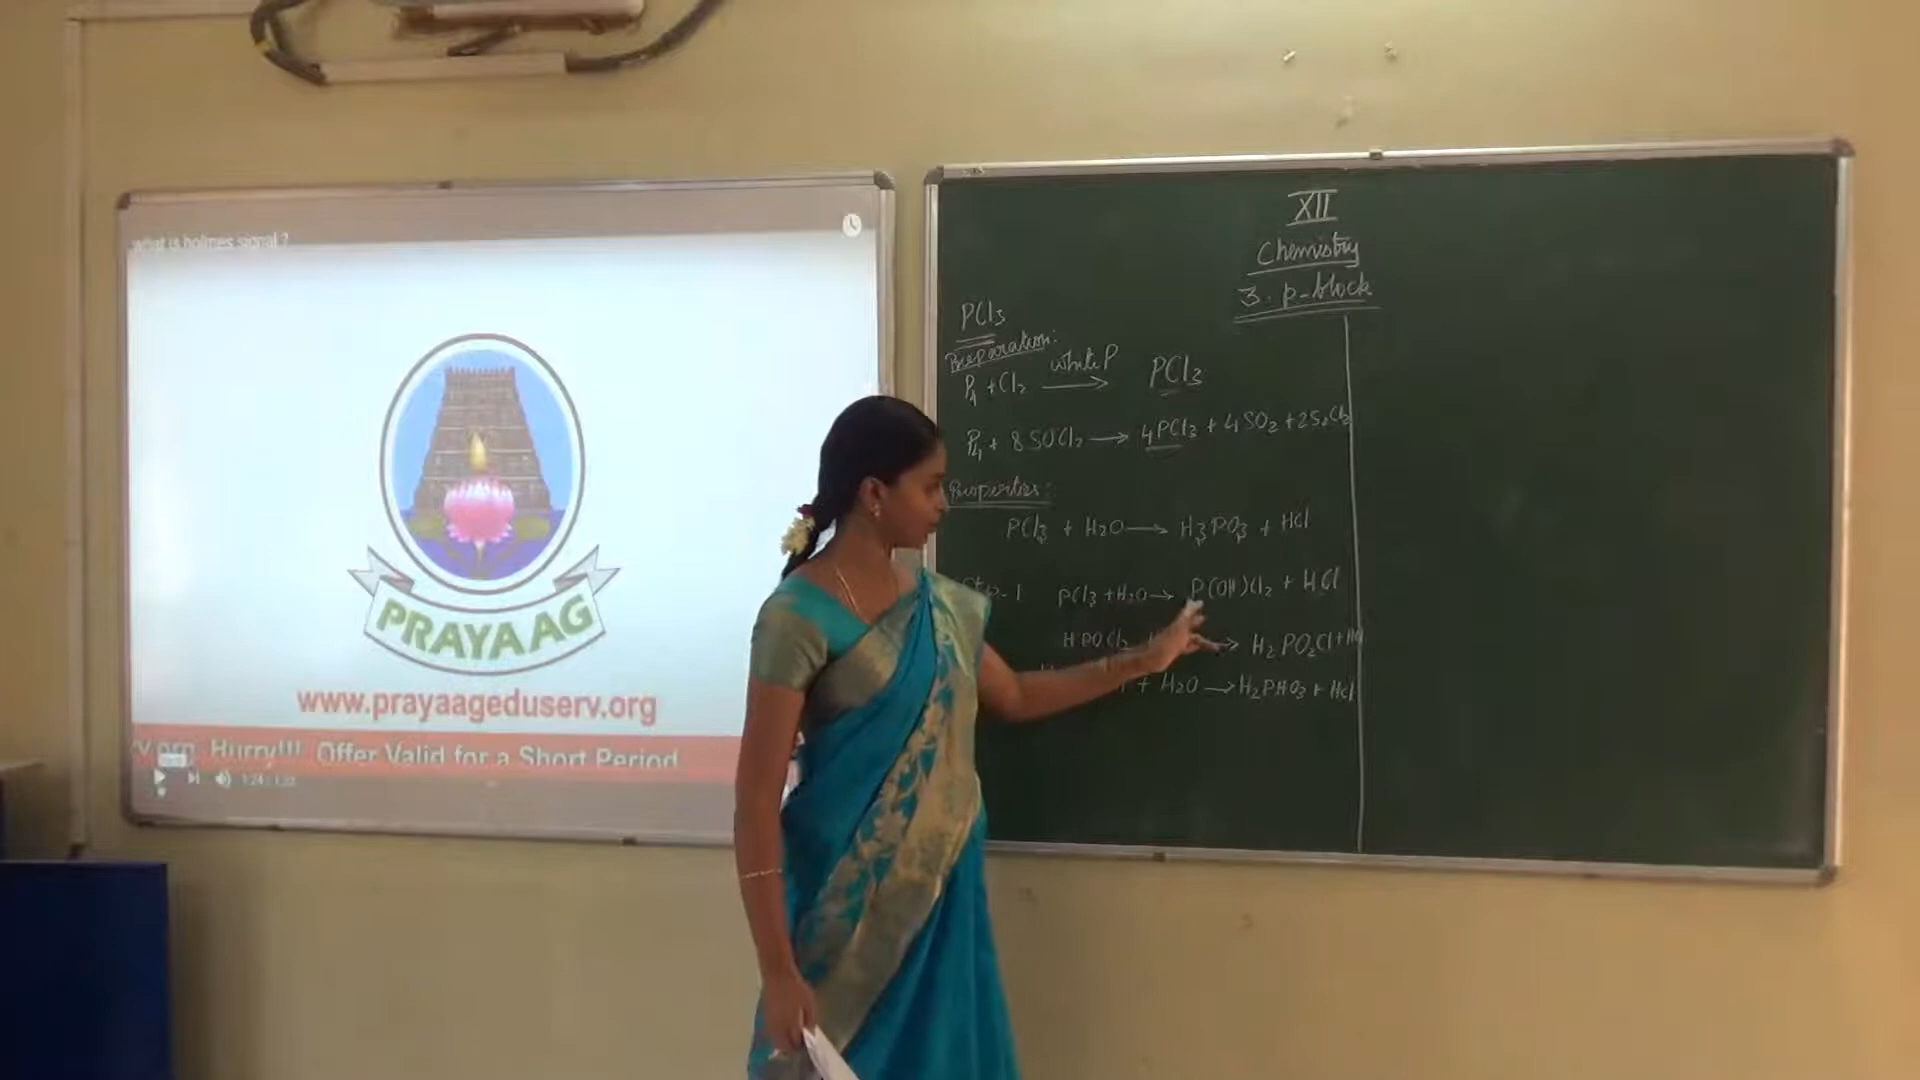 what is holmes signal ?
PRAYAAG
www.prayaageduserv.org
Hurry!!! Offer Valid for a Short Period
XII
Chemistry
3. p-block
PCl₃
Preparation:
P₄ + Cl₂ —white P→ PCl₃
P₄ + 8 SOCl₂ → 4PCl₃ + 4SO₂ + 2S₂Cl₂
Properties:
PCl₃ + H₂O → H₃PO₃ + HCl
PCl₃ + H₂O → P(OH)Cl₂ + HCl
HPOCl₂ + → H₂PO₂Cl + HCl
+ H₂O → H₂PHO₃ + HCl